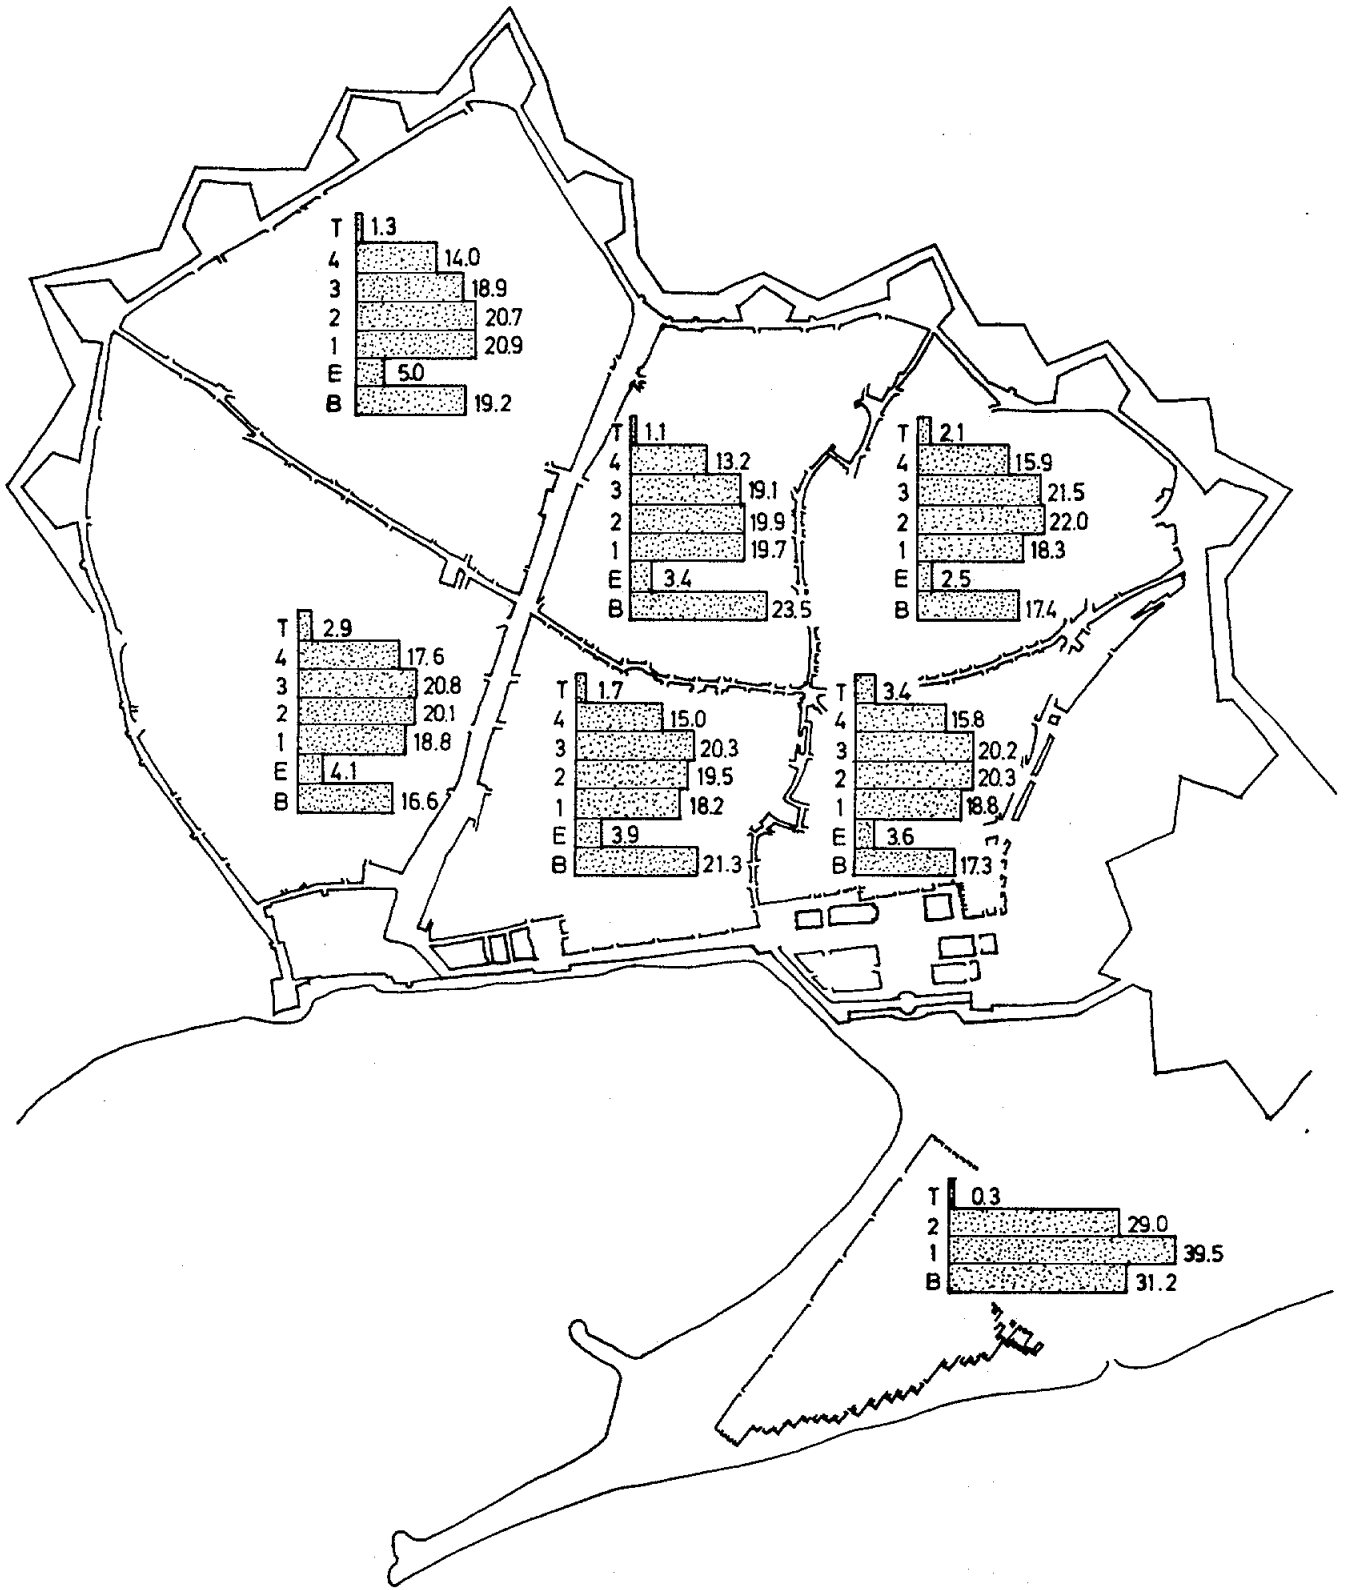 T 1.3
4 14.0
3 18.9
2 20.7
1 20.9
E 5.0
B 19.2
T 1.1
4 13.2
3 19.1
2 19.9
1 19.7
E 3.4
B 23.5
T 2.1
4 15.9
3 21.5
2 22.0
1 18.3
E 2.5
B 17.4
T 2.9
4 17.6
3 20.8
2 20.1
1 18.8
E 4.1
B 16.6
T 1.7
4 15.0
3 20.3
2 19.5
1 18.2
E 3.9
B 21.3
T 3.4
4 15.8
3 20.2
2 20.3
1 18.8
E 3.6
B 17.3
T 0.3
2 29.0
1 39.5
B 31.2